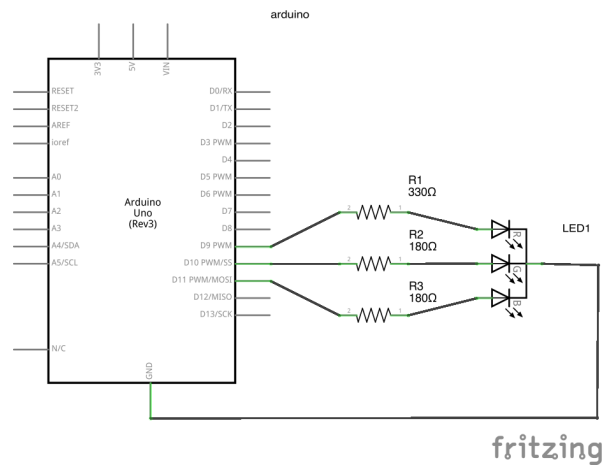 arduino
3V3
5V
VIN
RESET
RESET2
AREF
ioref
A0
A1
A2
A3
A4/SDA
A5/SCL
N/C
Arduino
Uno
(Rev3)
D0/RX
D1/TX
D2
D3 PWM
D4
D5 PWM
D6 PWM
D7
D8
D9 PWM
D10 PWM/SS
D11 PWM/MOSI
D12/MISO
D13/SCK
GND
R1
330Ω
2 1
R2
180Ω
2 1
R3
180Ω
2 1
R
G
B
LED1
fritzing